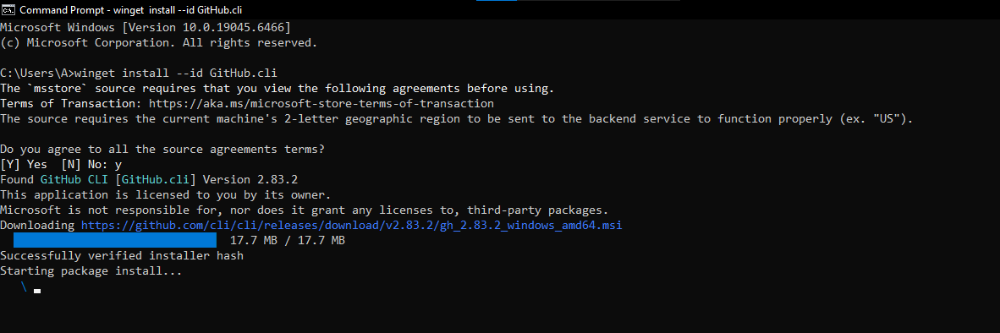 Command Prompt - winget install --id GitHub.cli
Microsoft Windows [Version 10.0.19045.6466]
(c) Microsoft Corporation. All rights reserved.
C:\Users\A>winget install --id GitHub.cli
The `msstore` source requires that you view the following agreements before using.
Terms of Transaction: https://aka.ms/microsoft-store-terms-of-transaction
The source requires the current machine's 2-letter geographic region to be sent to the backend service to function properly (ex. "US").
Do you agree to all the source agreements terms?
[Y] Yes  [N] No: y
Found GitHub CLI [GitHub.cli] Version 2.83.2
This application is licensed to you by its owner.
Microsoft is not responsible for, nor does it grant any licenses to, third-party packages.
Downloading https://github.com/cli/cli/releases/download/v2.83.2/gh_2.83.2_windows_amd64.msi
17.7 MB / 17.7 MB
Successfully verified installer hash
Starting package install...
\